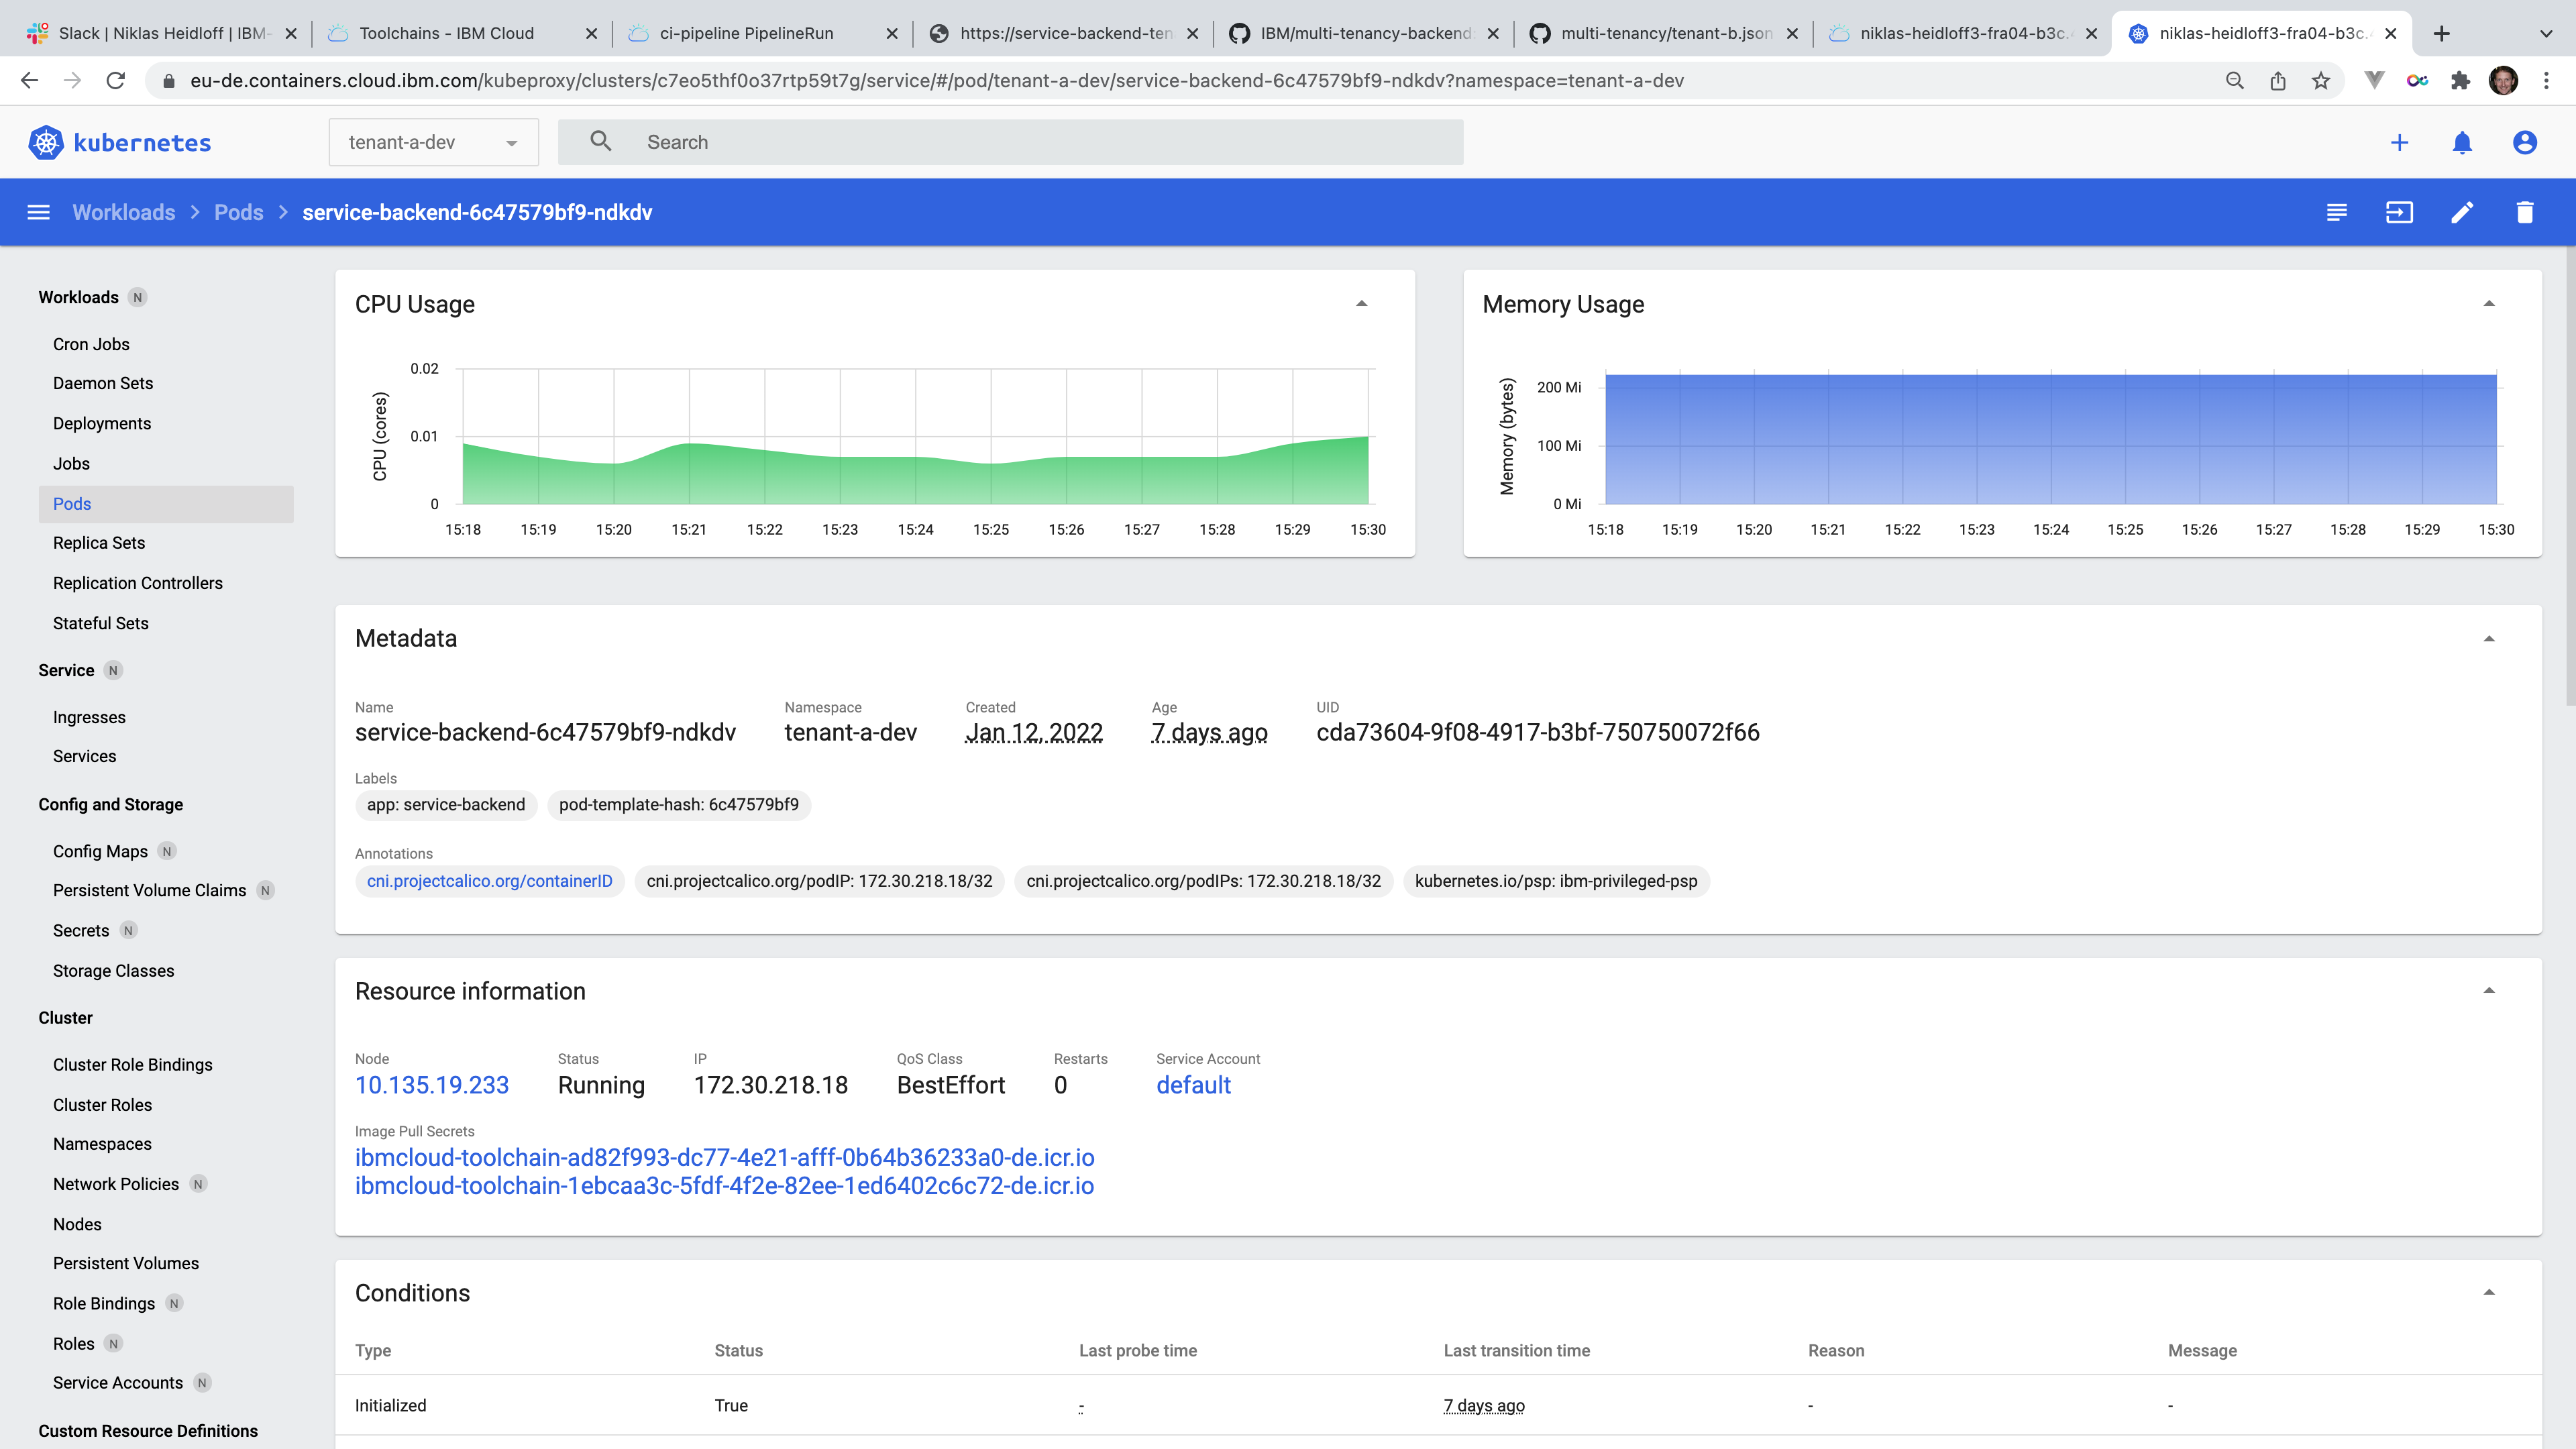 Slack | Niklas Heidloff | IBM-
Toolchains - IBM Cloud
ci-pipeline PipelineRun
https://service-backend-ten
IBM/multi-tenancy-backend
multi-tenancy/tenant-b.json
niklas-heidloff3-fra04-b3c.
niklas-heidloff3-fra04-b3c.
eu-de.containers.cloud.ibm.com/kubeproxy/clusters/c7eo5thf0o37rtp59t7g/service/#/pod/tenant-a-dev/service-backend-6c47579bf9-ndkdv?namespace=tenant-a-dev
kubernetes
tenant-a-dev
Search
Workloads > Pods > service-backend-6c47579bf9-ndkdv
Workloads N
Cron Jobs
Daemon Sets
Deployments
Jobs
Pods
Replica Sets
Replication Controllers
Stateful Sets
Service N
Ingresses
Services
Config and Storage
Config Maps N
Persistent Volume Claims N
Secrets N
Storage Classes
Cluster
Cluster Role Bindings
Cluster Roles
Namespaces
Network Policies N
Nodes
Persistent Volumes
Role Bindings N
Roles N
Service Accounts N
Custom Resource Definitions
CPU Usage
CPU (cores)
0.02
0.01
0
15:18 15:19 15:20 15:21 15:22 15:23 15:24 15:25 15:26 15:27 15:28 15:29 15:30
Memory Usage
Memory (bytes)
200 Mi
100 Mi
0 Mi
15:18 15:19 15:20 15:21 15:22 15:23 15:24 15:25 15:26 15:27 15:28 15:29 15:30
Metadata
Name Namespace Created Age UID
service-backend-6c47579bf9-ndkdv tenant-a-dev Jan 12, 2022 7 days ago cda73604-9f08-4917-b3bf-750750072f66
Labels
app: service-backend pod-template-hash: 6c47579bf9
Annotations
cni.projectcalico.org/containerID cni.projectcalico.org/podIP: 172.30.218.18/32 cni.projectcalico.org/podIPs: 172.30.218.18/32 kubernetes.io/psp: ibm-privileged-psp
Resource information
Node Status IP QoS Class Restarts Service Account
10.135.19.233 Running 172.30.218.18 BestEffort 0 default
Image Pull Secrets
ibmcloud-toolchain-ad82f993-dc77-4e21-afff-0b64b36233a0-de.icr.io
ibmcloud-toolchain-1ebcaa3c-5fdf-4f2e-82ee-1ed6402c6c72-de.icr.io
Conditions
Type Status Last probe time Last transition time Reason Message
Initialized True - 7 days ago - -